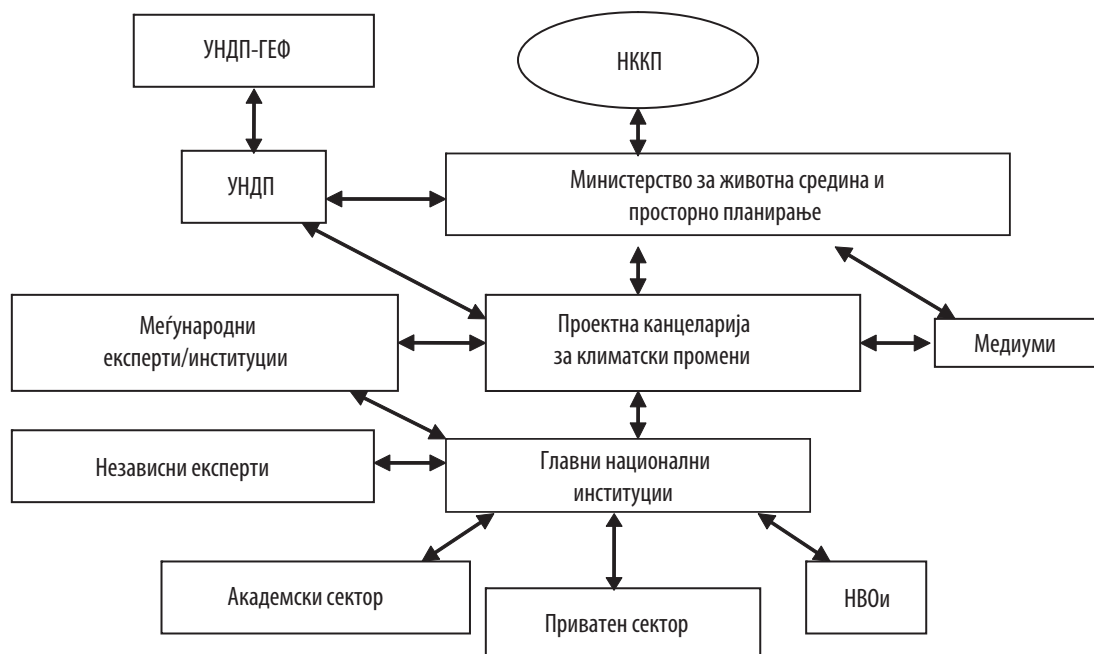 УНДП-ГЕФ
НККП
УНДП
Министерство за животна средина и
просторно планирање
Меѓународни
експерти/институции
Проектна канцеларија
за климатски промени
Медиуми
Независни експерти
Главни национални
институции
Академски сектор
Приватен сектор
НВОи